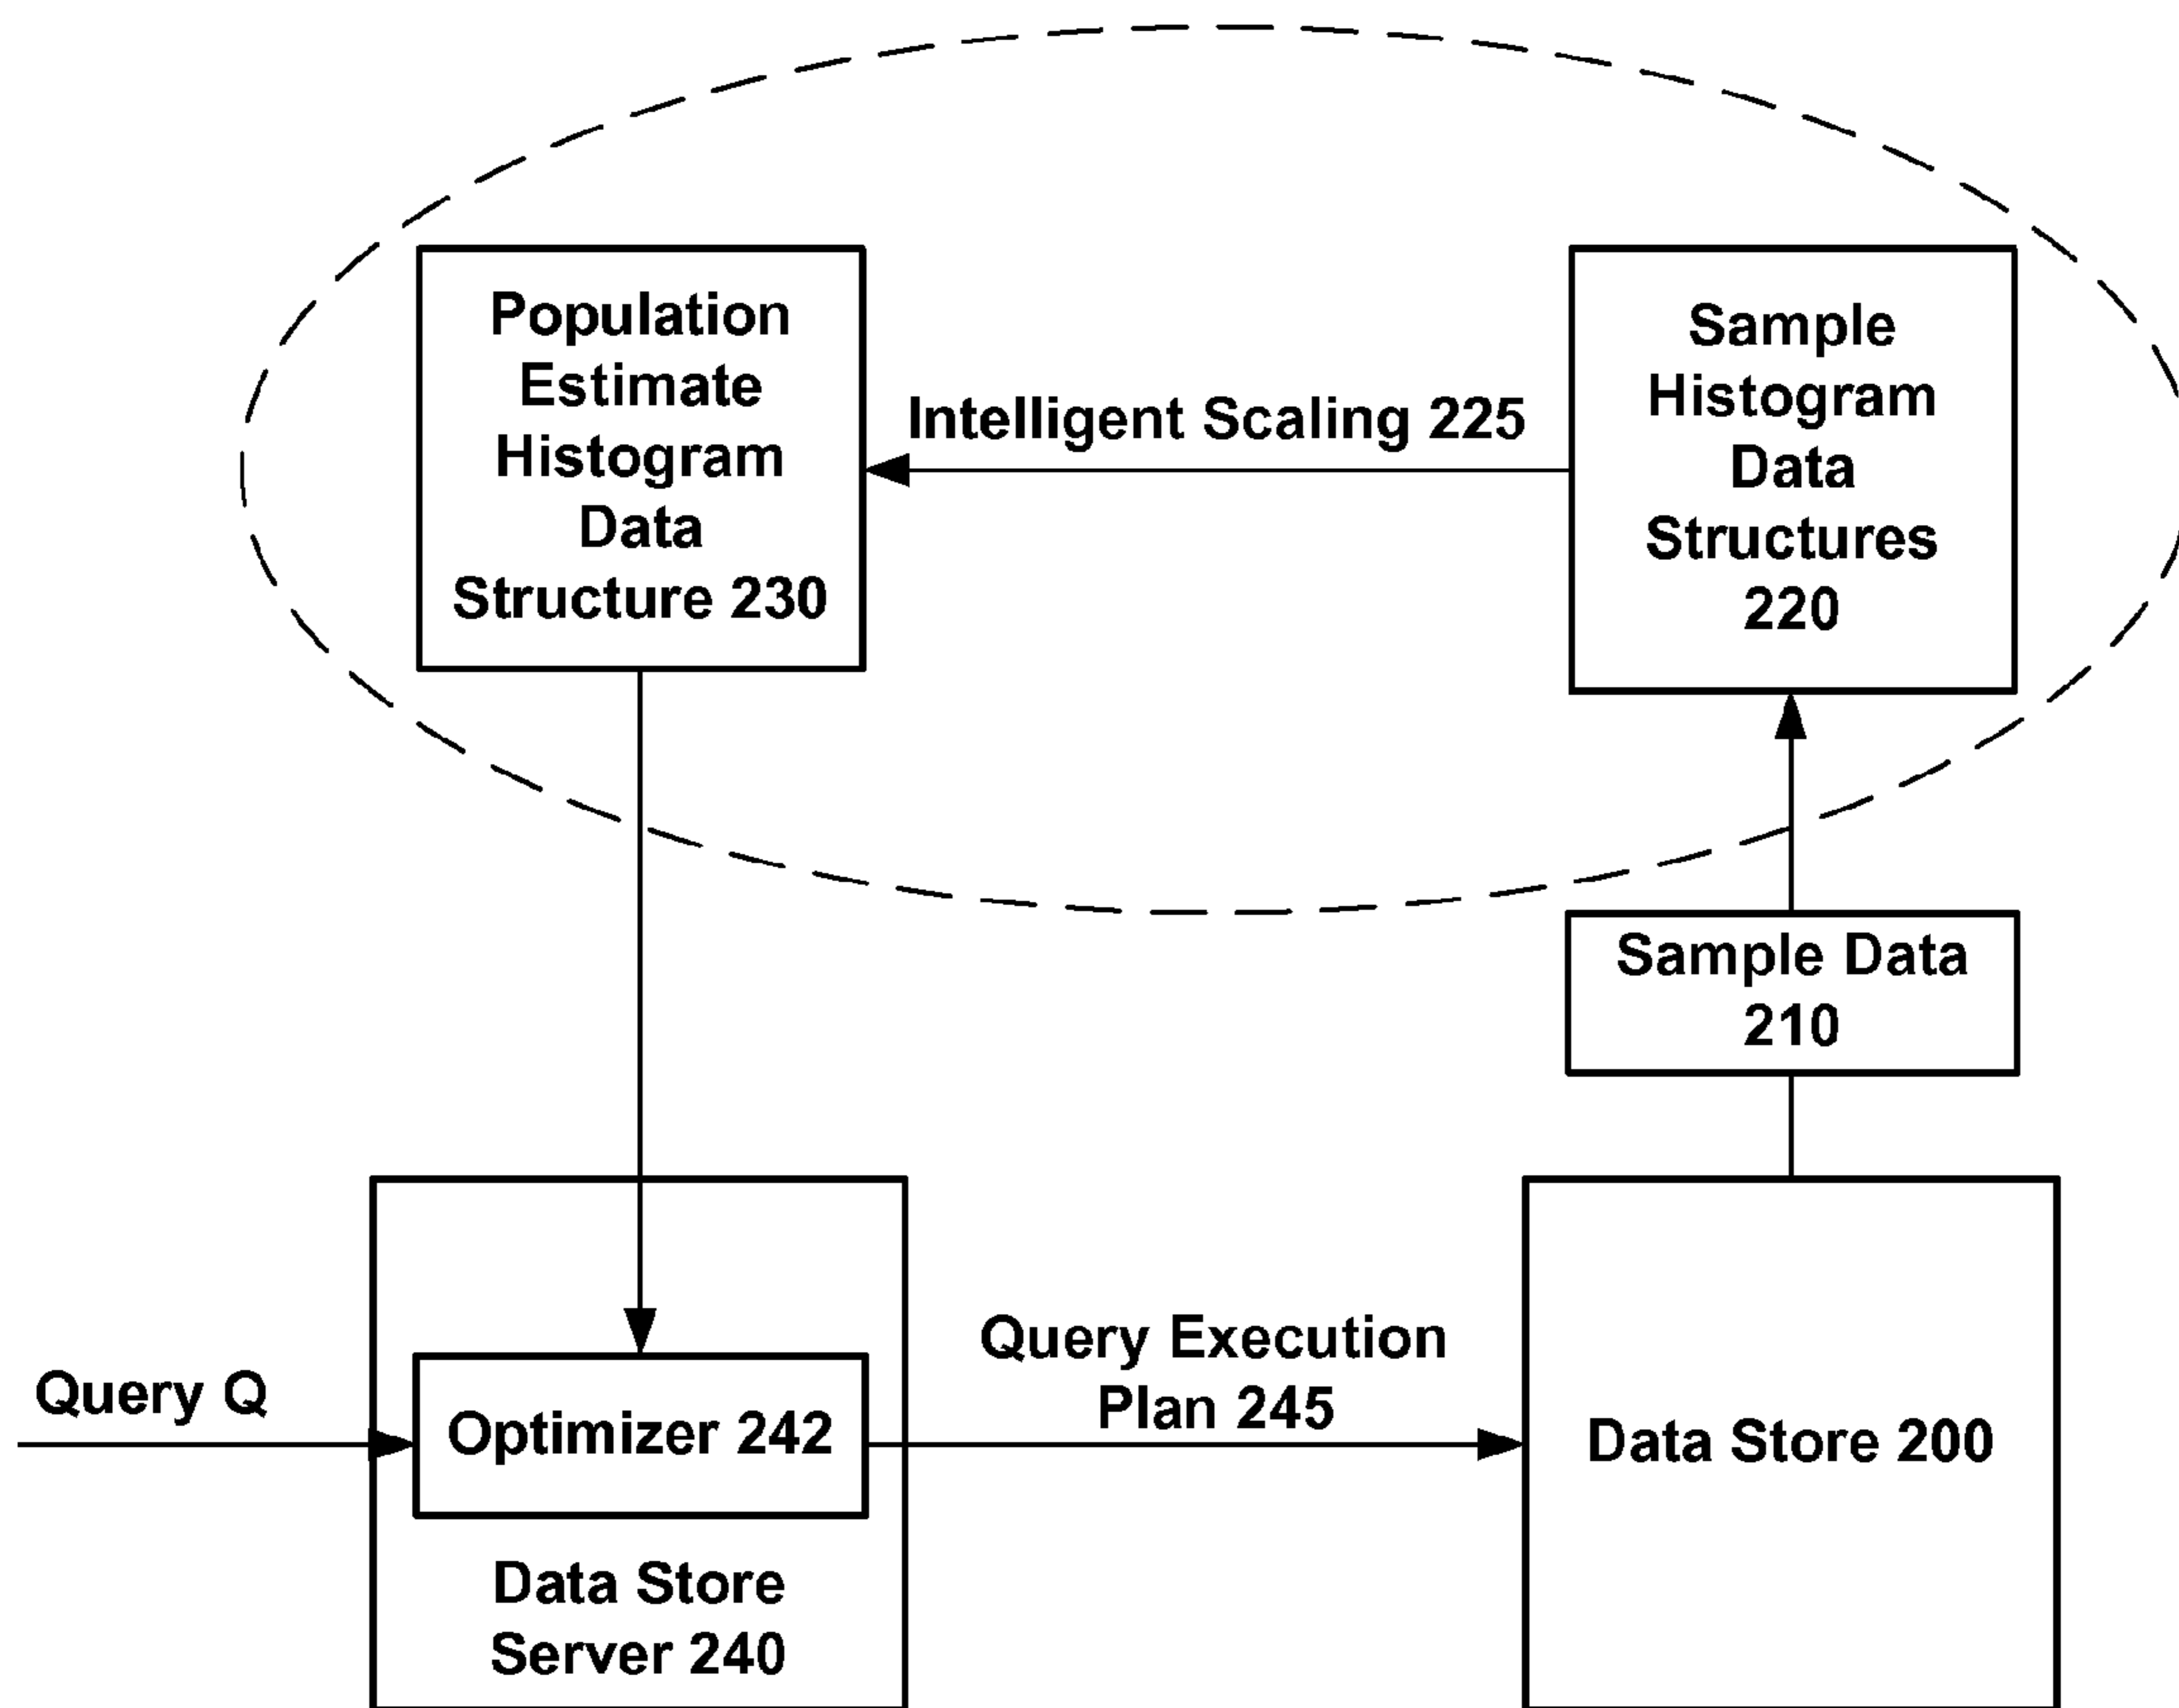 Population
Estimate
Histogram
Data
Structure 230
Intelligent Scaling 225
Sample
Histogram
Data
Structures
220
Sample Data
210
Query Q
Optimizer 242
Data Store
Server 240
Query Execution
Plan 245
Data Store 200